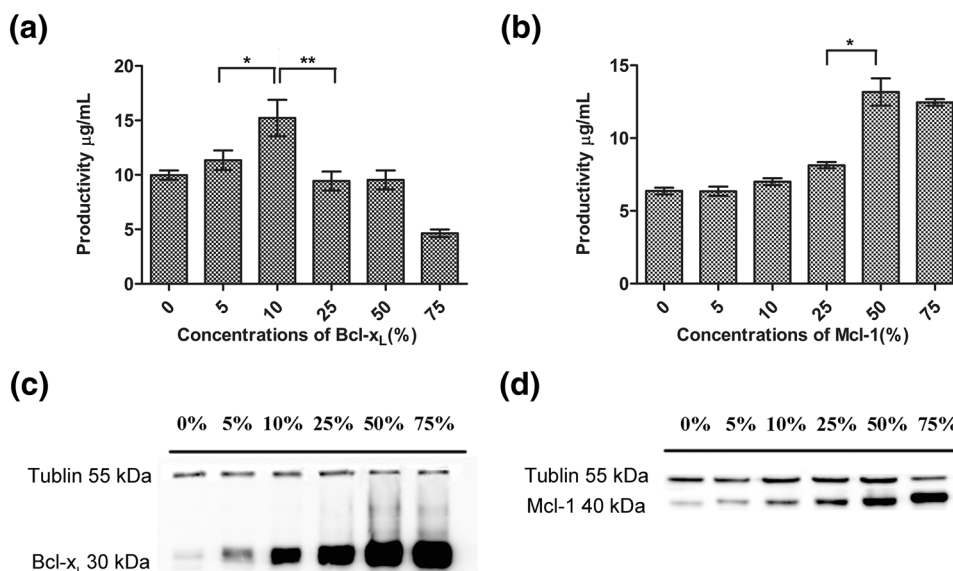 (a)
* **
20
15
10
5
0
Productivity µg/mL
0 5 10 25 50 75
Concentrations of Bcl-xL(%)
(b)
*
15
10
5
0
Productivity µg/mL
0 5 10 25 50 75
Concentrations of Mcl-1(%)
(c)
0% 5% 10% 25% 50% 75%
Tublin 55 kDa
Bcl-xL 30 kDa
(d)
0% 5% 10% 25% 50% 75%
Tublin 55 kDa
Mcl-1 40 kDa